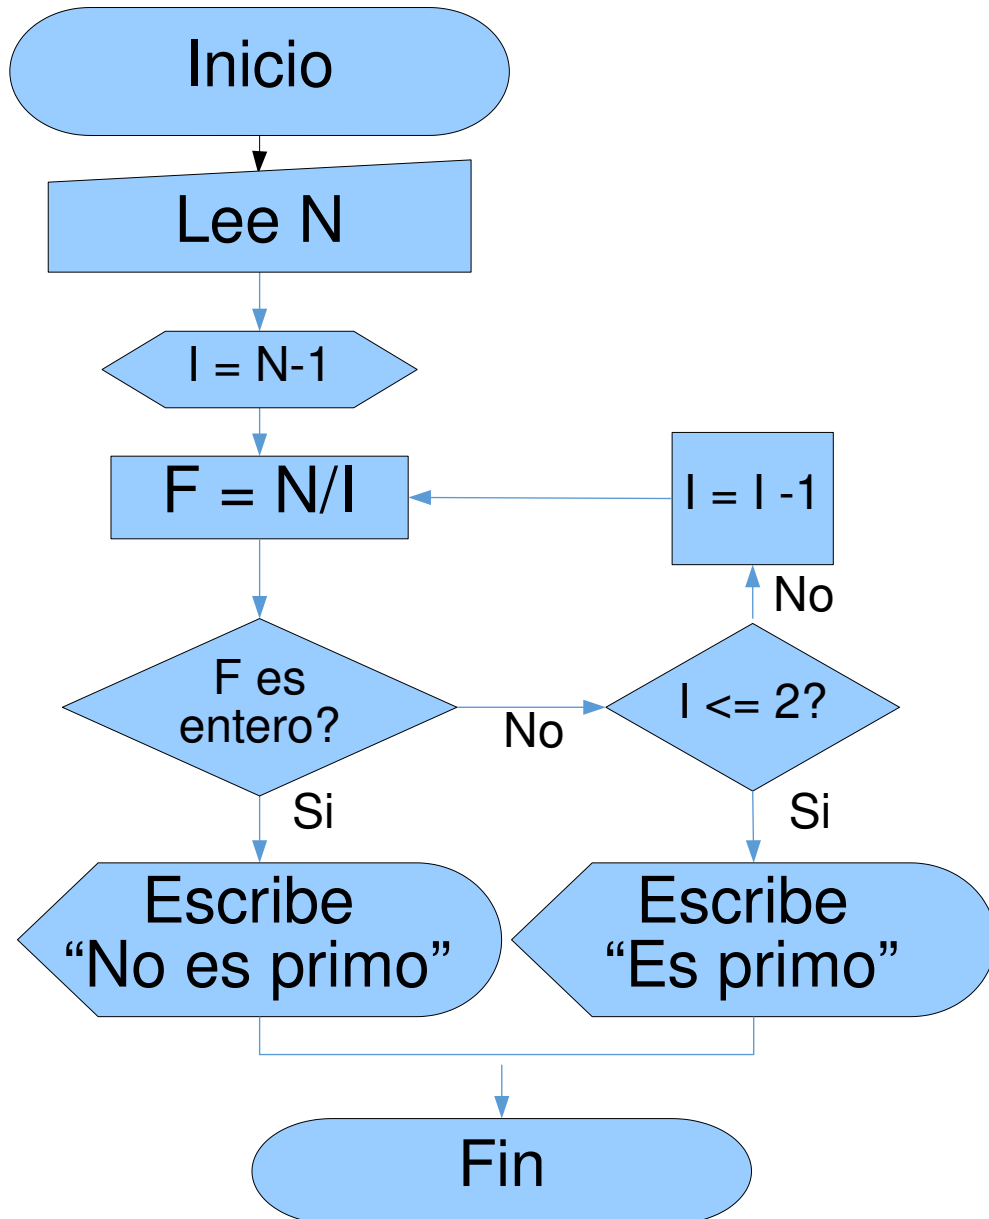 Inicio
Lee N
I = N-1
F = N/I
I = I -1
No
F es
entero?
No
I <= 2?
Si
Si
Escribe
“No es primo”
Escribe
“Es primo”
Fin